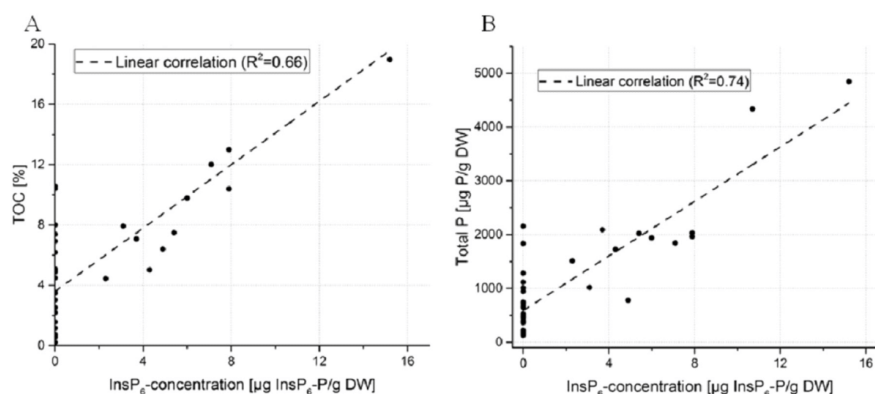 A
Linear correlation (R²=0.66)
TOC [%]
20
16
12
8
4
0
0 4 8 12 16
InsP₆-concentration [µg InsP₆-P/g DW]
B
Linear correlation (R²=0.74)
Total P [µg P/g DW]
5000
4000
3000
2000
1000
0
0 4 8 12 16
InsP₆-concentration [µg InsP₆-P/g DW]